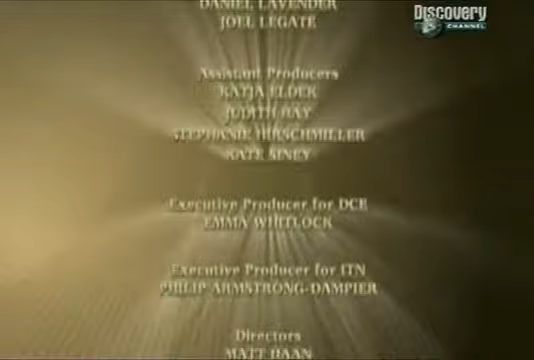 DANIEL LAVENDER
JOEL LEGATE
Discovery
CHANNEL
Assistant Producers
KATJA ELDEK
JUDITH HAY
STEPHANIE HIRSCHMILLER
KATE SINEY
Executive Producer for DCE
EMMA WHITLOCK
Executive Producer for ITN
PHILIP ARMSTRONG-DAMPIER
Directors
MATT HAAN